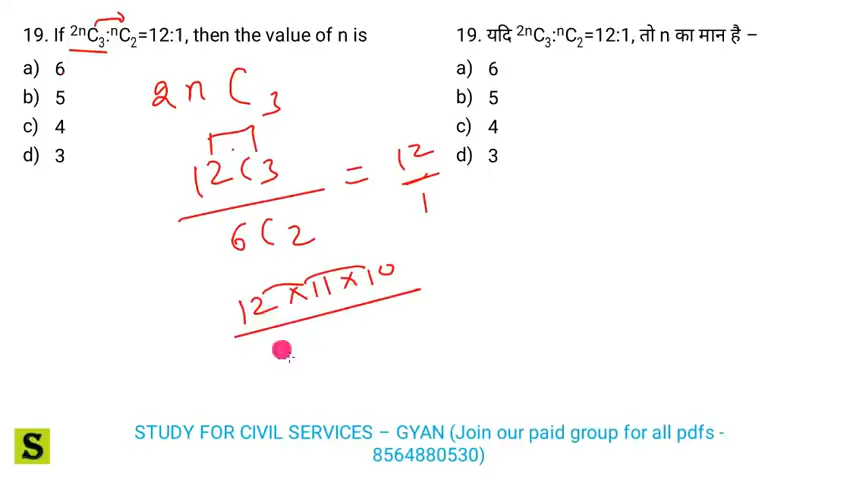 19. If ²ⁿC₃:ⁿC₂=12:1, then the value of n is
a) 6
b) 5
c) 4
d) 3
19. यदि ²ⁿC₃:ⁿC₂=12:1, तो n का मान है –
a) 6
b) 5
c) 4
d) 3
2n C₃
12C3 = 12
6C2 1
12×11×10
S
STUDY FOR CIVIL SERVICES – GYAN (Join our paid group for all pdfs -
8564880530)